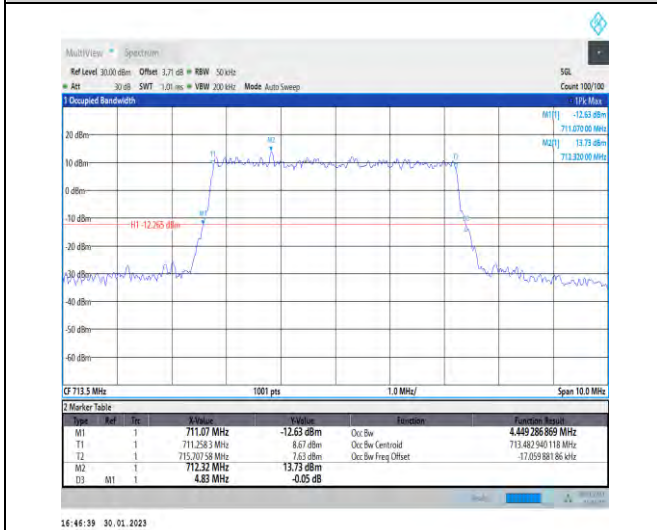 MultiView Spectrum
Ref Level 30.00 dBm Offset 3.71 dB RBW 50 kHz SGL
Att 30 dB SWT 1.01 ms VBW 200 kHz Mode Auto Sweep Count 100/100
1 Occupied Bandwidth 1Pk Max
M1[1] -12.63 dBm
711.070 00 MHz
M2[1] 13.73 dBm
712.320 00 MHz
20 dBm
M2
T1 T2
10 dBm
0 dBm
-10 dBm
M1
H1 -12.265 dBm
-30 dBm
-40 dBm
-50 dBm
-60 dBm
CF 713.5 MHz 1001 pts 1.0 MHz/ Span 10.0 MHz
2 Marker Table
Type Ref Trc X-Value Y-Value Function Function Result
M1 1 711.07 MHz -12.63 dBm Occ Bw 4.449 286 869 MHz
T1 1 711.258 3 MHz 8.67 dBm Occ Bw Centroid 713.482 940 118 MHz
T2 1 715.707 58 MHz 7.63 dBm Occ Bw Freq Offset -17.059 881 86 kHz
M2 1 712.32 MHz 13.73 dBm
D3 M1 1 4.83 MHz -0.05 dB
16:46:39 30.01.2023